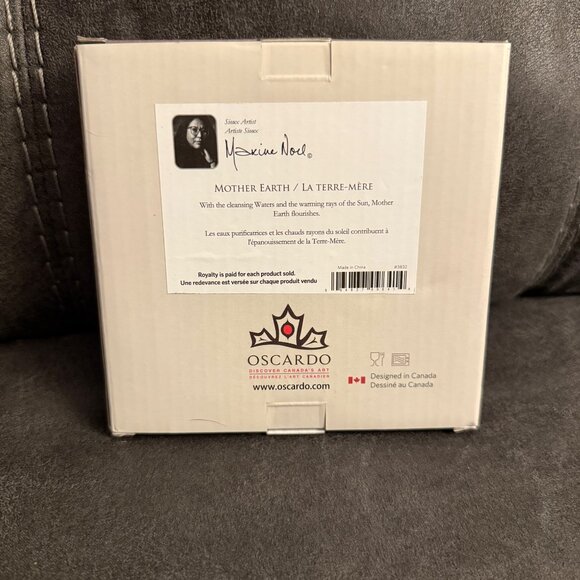 Sioux Artist
Artiste Sioux
Maxine Noel ©
MOTHER EARTH / LA TERRE-MÈRE
With the cleansing Waters and the warming rays of the Sun, Mother
Earth flourishes.
Les eaux purificatrices et les chauds rayons du soleil contribuent à
l'épanouissement de la Terre-Mère.
Royalty is paid for each product sold.
Une redevance est versée sur chaque produit vendu
Made in China
OSCARDO
DISCOVER CANADA'S ART
DÉCOUVREZ L'ART CANADIEN
www.oscardo.com
Designed in Canada
Dessiné au Canada